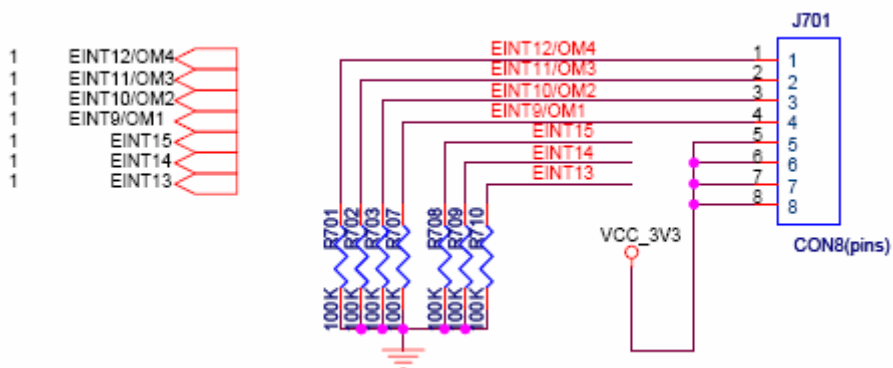 J701
1 EINT12/OM4
1 EINT11/OM3
1 EINT10/OM2
1 EINT9/OM1
1 EINT15
1 EINT14
1 EINT13
EINT12/OM4 1 1
EINT11/OM3 2 2
EINT10/OM2 3 3
EINT9/OM1 4 4
EINT15 5 5
EINT14 6 6
EINT13 7 7
8 8
R701
R702
R703
R707
R708
R709
R710
VCC_3V3
CON8(pins)
100K
100K
100K
100K
100K
100K
100K